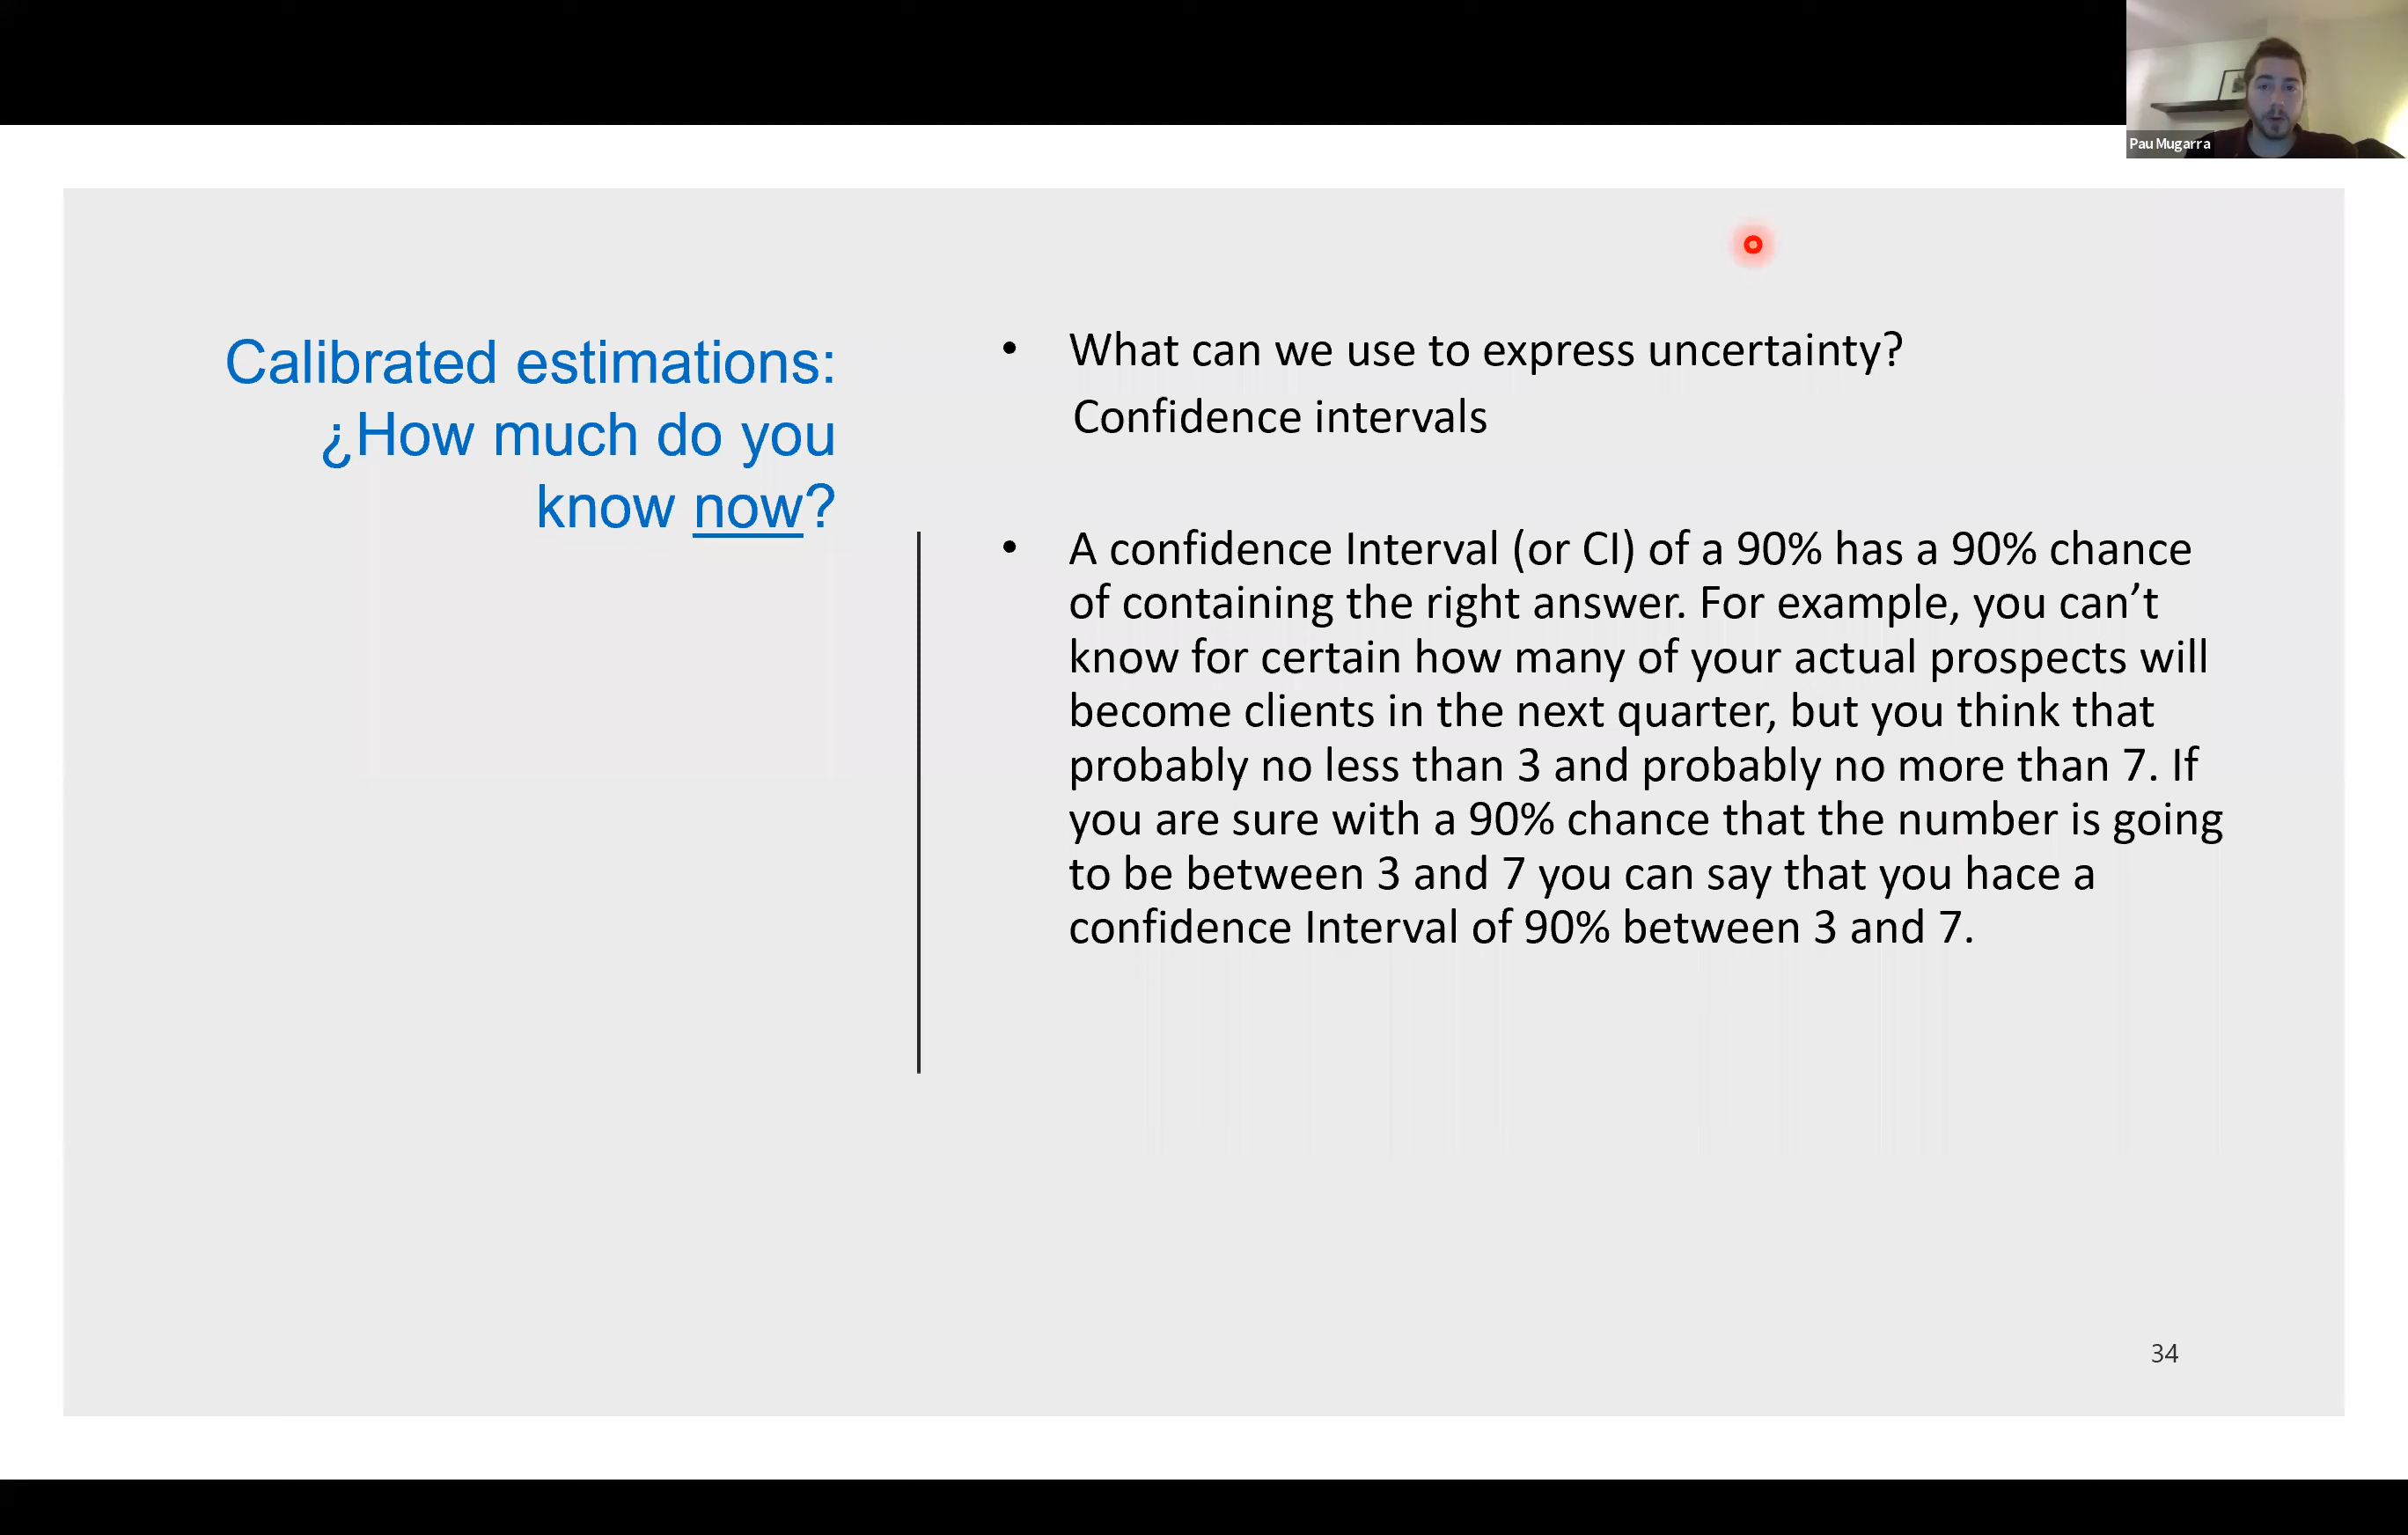 Pau Mugarra
Calibrated estimations:
¿How much do you
know now?
• What can we use to express uncertainty?
Confidence intervals
• A confidence Interval (or CI) of a 90% has a 90% chance
of containing the right answer. For example, you can’t
know for certain how many of your actual prospects will
become clients in the next quarter, but you think that
probably no less than 3 and probably no more than 7. If
you are sure with a 90% chance that the number is going
to be between 3 and 7 you can say that you hace a
confidence Interval of 90% between 3 and 7.
34